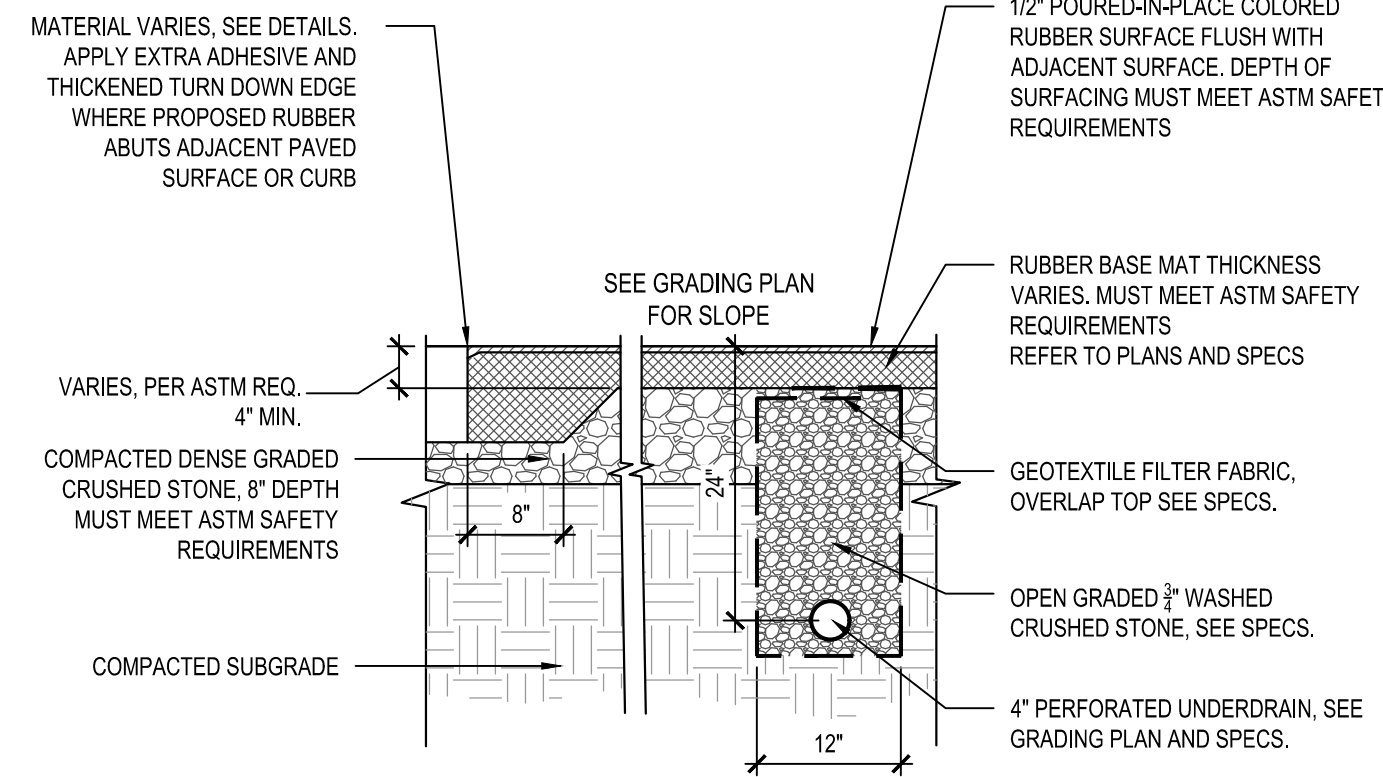 MATERIAL VARIES, SEE DETAILS.
APPLY EXTRA ADHESIVE AND
THICKENED TURN DOWN EDGE
WHERE PROPOSED RUBBER
ABUTS ADJACENT PAVED
SURFACE OR CURB
1/2" POURED-IN-PLACE COLORED
RUBBER SURFACE FLUSH WITH
ADJACENT SURFACE. DEPTH OF
SURFACING MUST MEET ASTM SAFET
REQUIREMENTS
SEE GRADING PLAN
FOR SLOPE
RUBBER BASE MAT THICKNESS
VARIES. MUST MEET ASTM SAFETY
REQUIREMENTS
REFER TO PLANS AND SPECS
VARIES, PER ASTM REQ.
4" MIN.
COMPACTED DENSE GRADED
CRUSHED STONE, 8" DEPTH
MUST MEET ASTM SAFETY
REQUIREMENTS
8"
24"
GEOTEXTILE FILTER FABRIC,
OVERLAP TOP SEE SPECS.
OPEN GRADED 3/4" WASHED
CRUSHED STONE, SEE SPECS.
COMPACTED SUBGRADE
4" PERFORATED UNDERDRAIN, SEE
GRADING PLAN AND SPECS.
12"